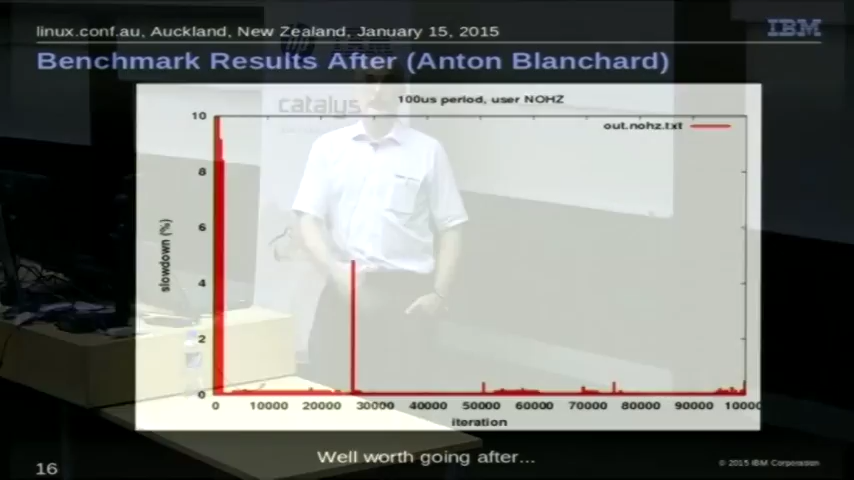 linux.conf.au, Auckland, New Zealand, January 15, 2015
IBM
Benchmark Results After (Anton Blanchard)
catalys
100us period, user NOHZ
out.nohz.txt
10
8
6
4
2
0
slowdown (%)
0 10000 20000 30000 40000 50000 60000 70000 80000 90000 10000
iteration
Well worth going after...
16
© 2015 IBM Corporation